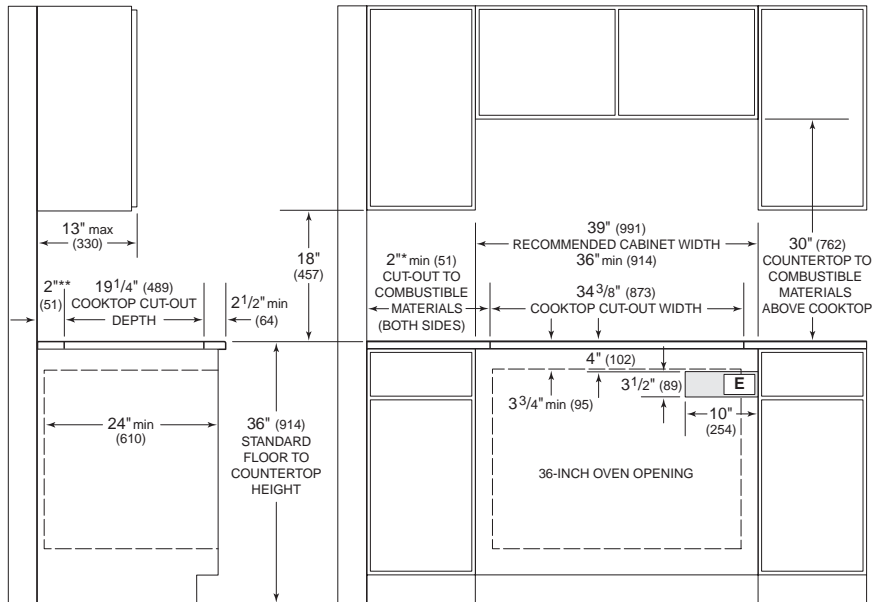 13" max
(330)
2"**
(51)
19 1/4" (489)
COOKTOP CUT-OUT
DEPTH
2 1/2" min
(64)
18"
(457)
24" min
(610)
36" (914)
STANDARD
FLOOR TO
COUNTERTOP
HEIGHT
39" (991)
RECOMMENDED CABINET WIDTH
36" min (914)
2"* min (51)
CUT-OUT TO
COMBUSTIBLE
MATERIALS
(BOTH SIDES)
34 3/8" (873)
COOKTOP CUT-OUT WIDTH
30" (762)
COUNTERTOP TO
COMBUSTIBLE
MATERIALS
ABOVE COOKTOP
4" (102)
3 1/2" (89)
E
3 3/4" min (95)
10"
(254)
36-INCH OVEN OPENING